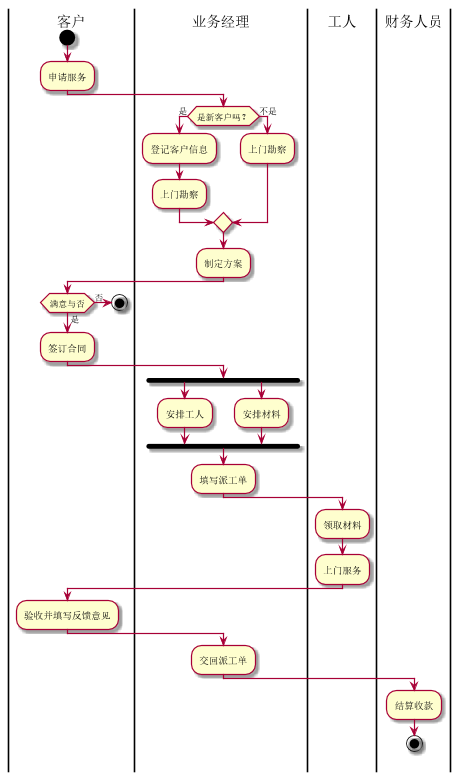 客户 业务经理 工人 财务人员
申请服务
是 是新客户吗? 不是
登记客户信息 上门勘察
上门勘察
制定方案
满意与否 否
是
签订合同
安排工人 安排材料
填写派工单
领取材料
上门服务
验收并填写反馈意见
交回派工单
结算收款